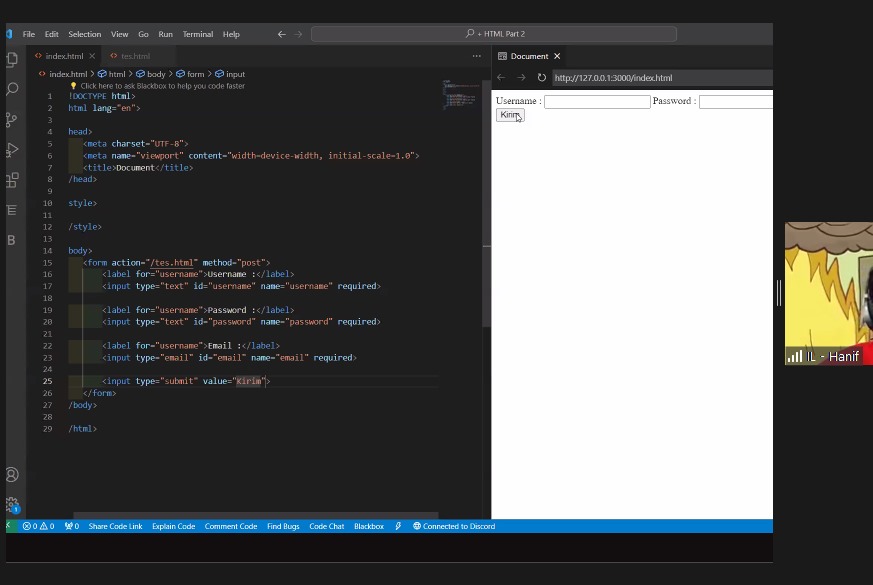 File Edit Selection View Go Run Terminal Help
+ HTML Part 2
index.html
tes.html
Document
index.html > html > body > form > input
http://127.0.0.1:3000/index.html
Click here to ask Blackbox to help you code faster
1 !DOCTYPE html>
2 html lang="en">
3
4 head>
5 <meta charset="UTF-8">
6 <meta name="viewport" content="width=device-width, initial-scale=1.0">
7 <title>Document</title>
8 /head>
9
10 style>
11
12 /style>
13
14 body>
15 <form action="/tes.html" method="post">
16 <label for="username">Username :</label>
17 <input type="text" id="username" name="username" required>
18
19 <label for="username">Password :</label>
20 <input type="text" id="password" name="password" required>
21
22 <label for="username">Email :</label>
23 <input type="email" id="email" name="email" required>
24
25 <input type="submit" value="Kirim">
26 </form>
27 /body>
28
29 /html>
Username : Password :
Kirim
IL - Hanif
B
1
0 0 0 Share Code Link Explain Code Comment Code Find Bugs Code Chat Blackbox Connected to Discord